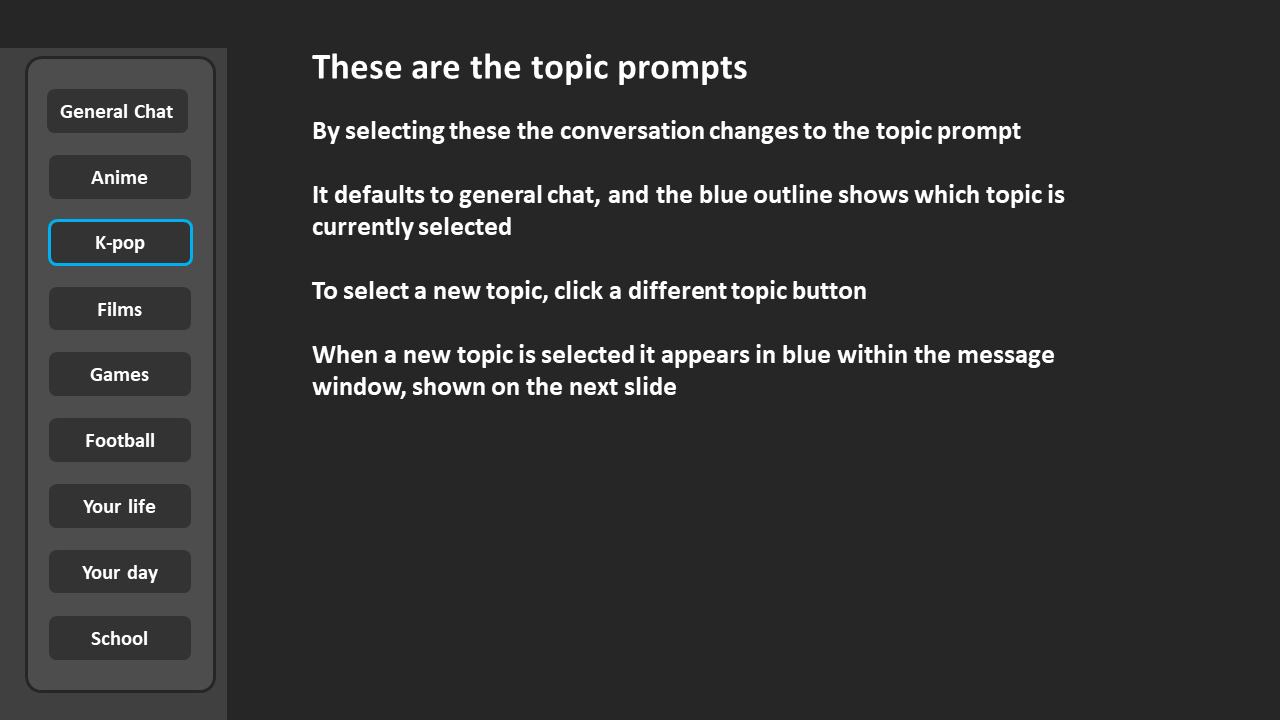 General Chat
Anime
K-pop
Films
Games
Football
Your life
Your day
School
These are the topic prompts
By selecting these the conversation changes to the topic prompt
It defaults to general chat, and the blue outline shows which topic is
currently selected
To select a new topic, click a different topic button
When a new topic is selected it appears in blue within the message
window, shown on the next slide